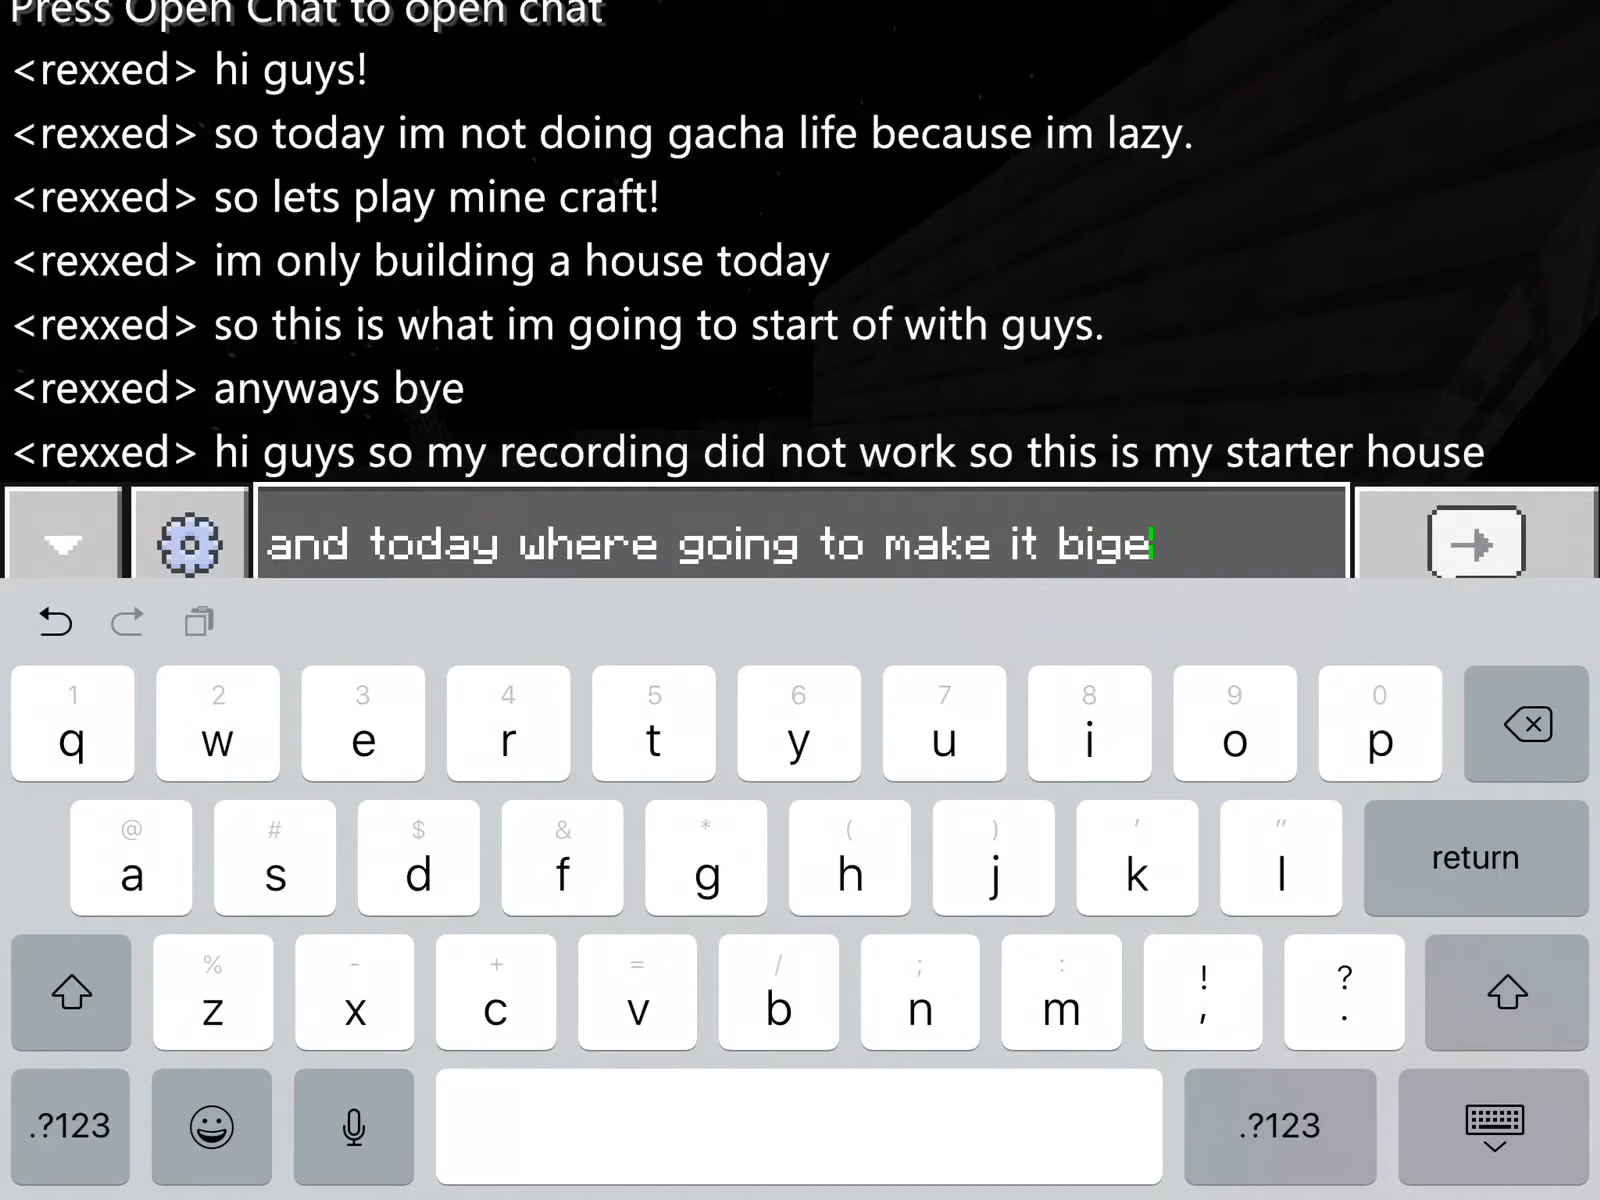 Press Open Chat to open chat
<rexxed> hi guys!
<rexxed> so today im not doing gacha life because im lazy.
<rexxed> so lets play mine craft!
<rexxed> im only building a house today
<rexxed> so this is what im going to start of with guys.
<rexxed> anyways bye
<rexxed> hi guys so my recording did not work so this is my starter house
and today where going to make it bige
1 2 3 4 5 6 7 8 9 0
q w e r t y u i o p
@ # $ & * ( ) ' "
a s d f g h j k l return
% - + = / ; : ! ?
z x c v b n m , .
.?123 .?123